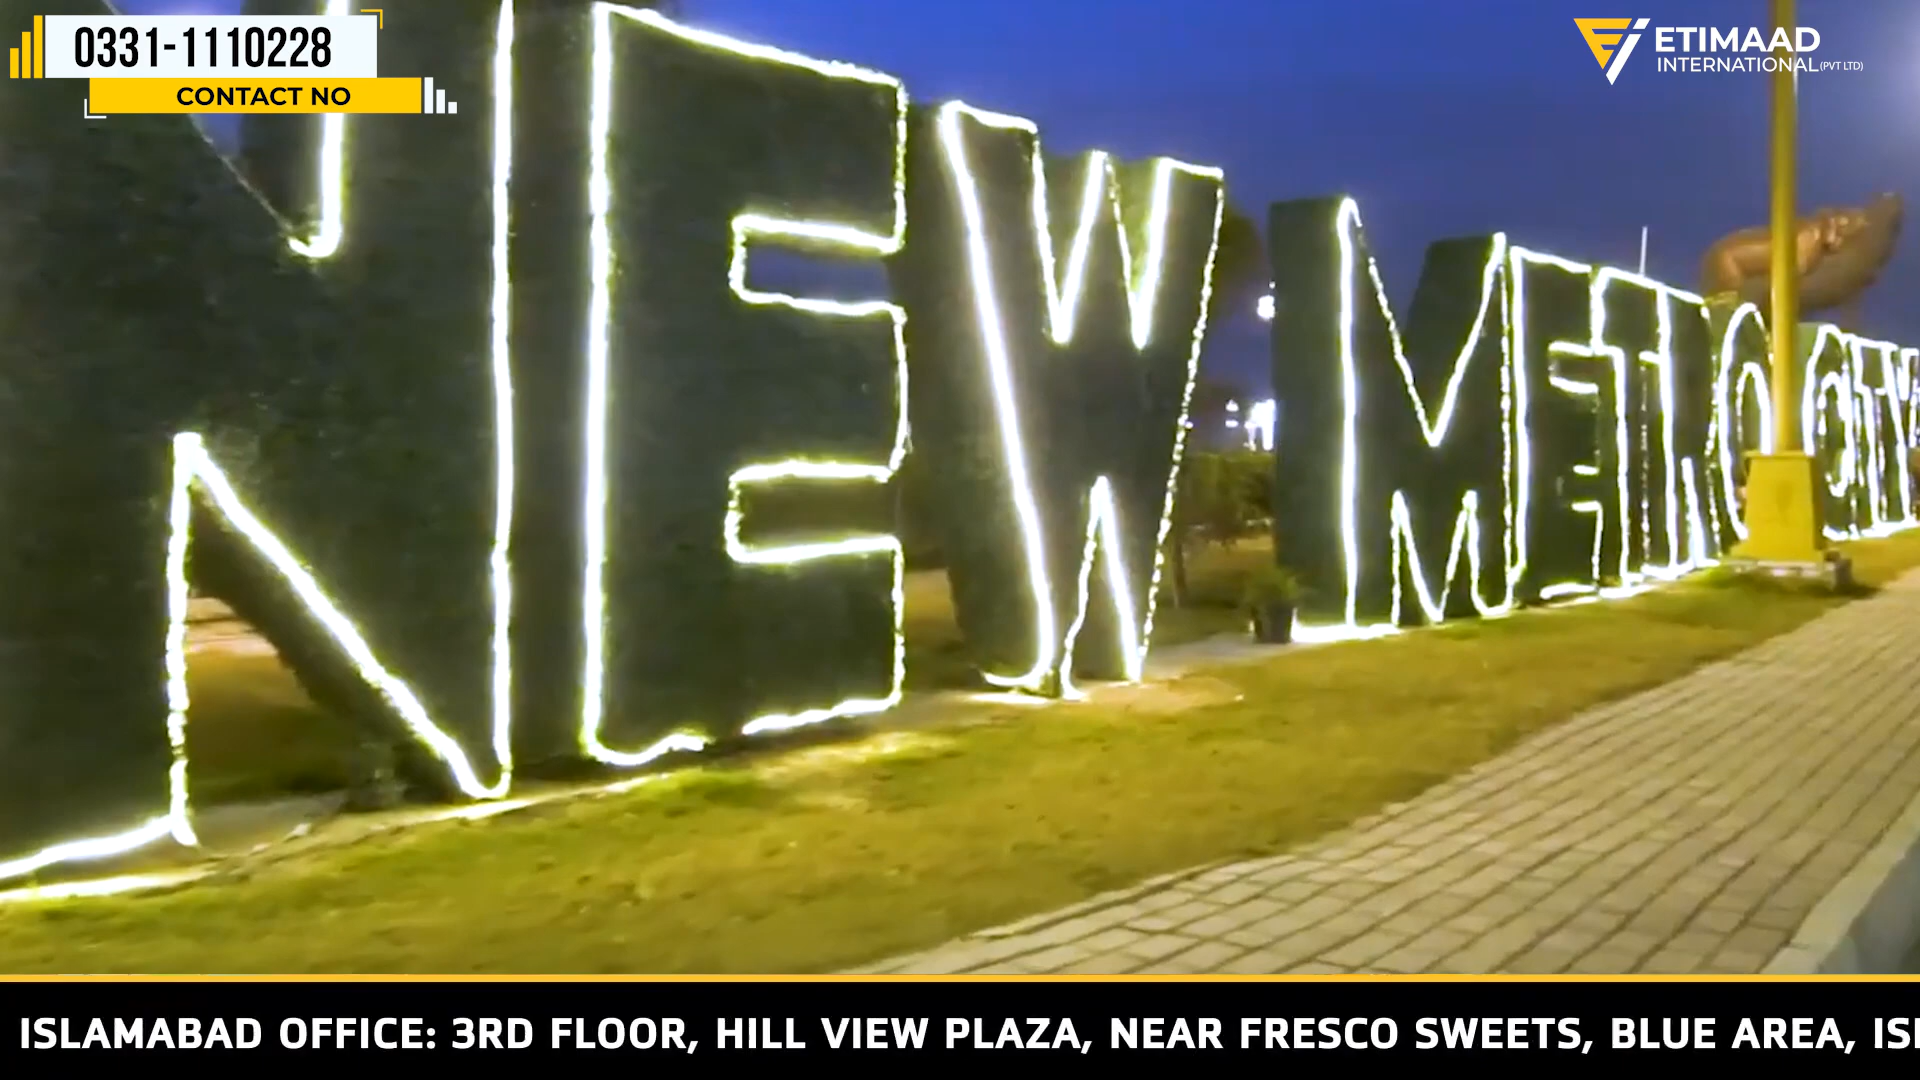 0331-1110228
CONTACT NO
ETIMAAD
INTERNATIONAL (PVT LTD)
NEW METRO CITY
ISLAMABAD OFFICE: 3RD FLOOR, HILL VIEW PLAZA, NEAR FRESCO SWEETS, BLUE AREA,